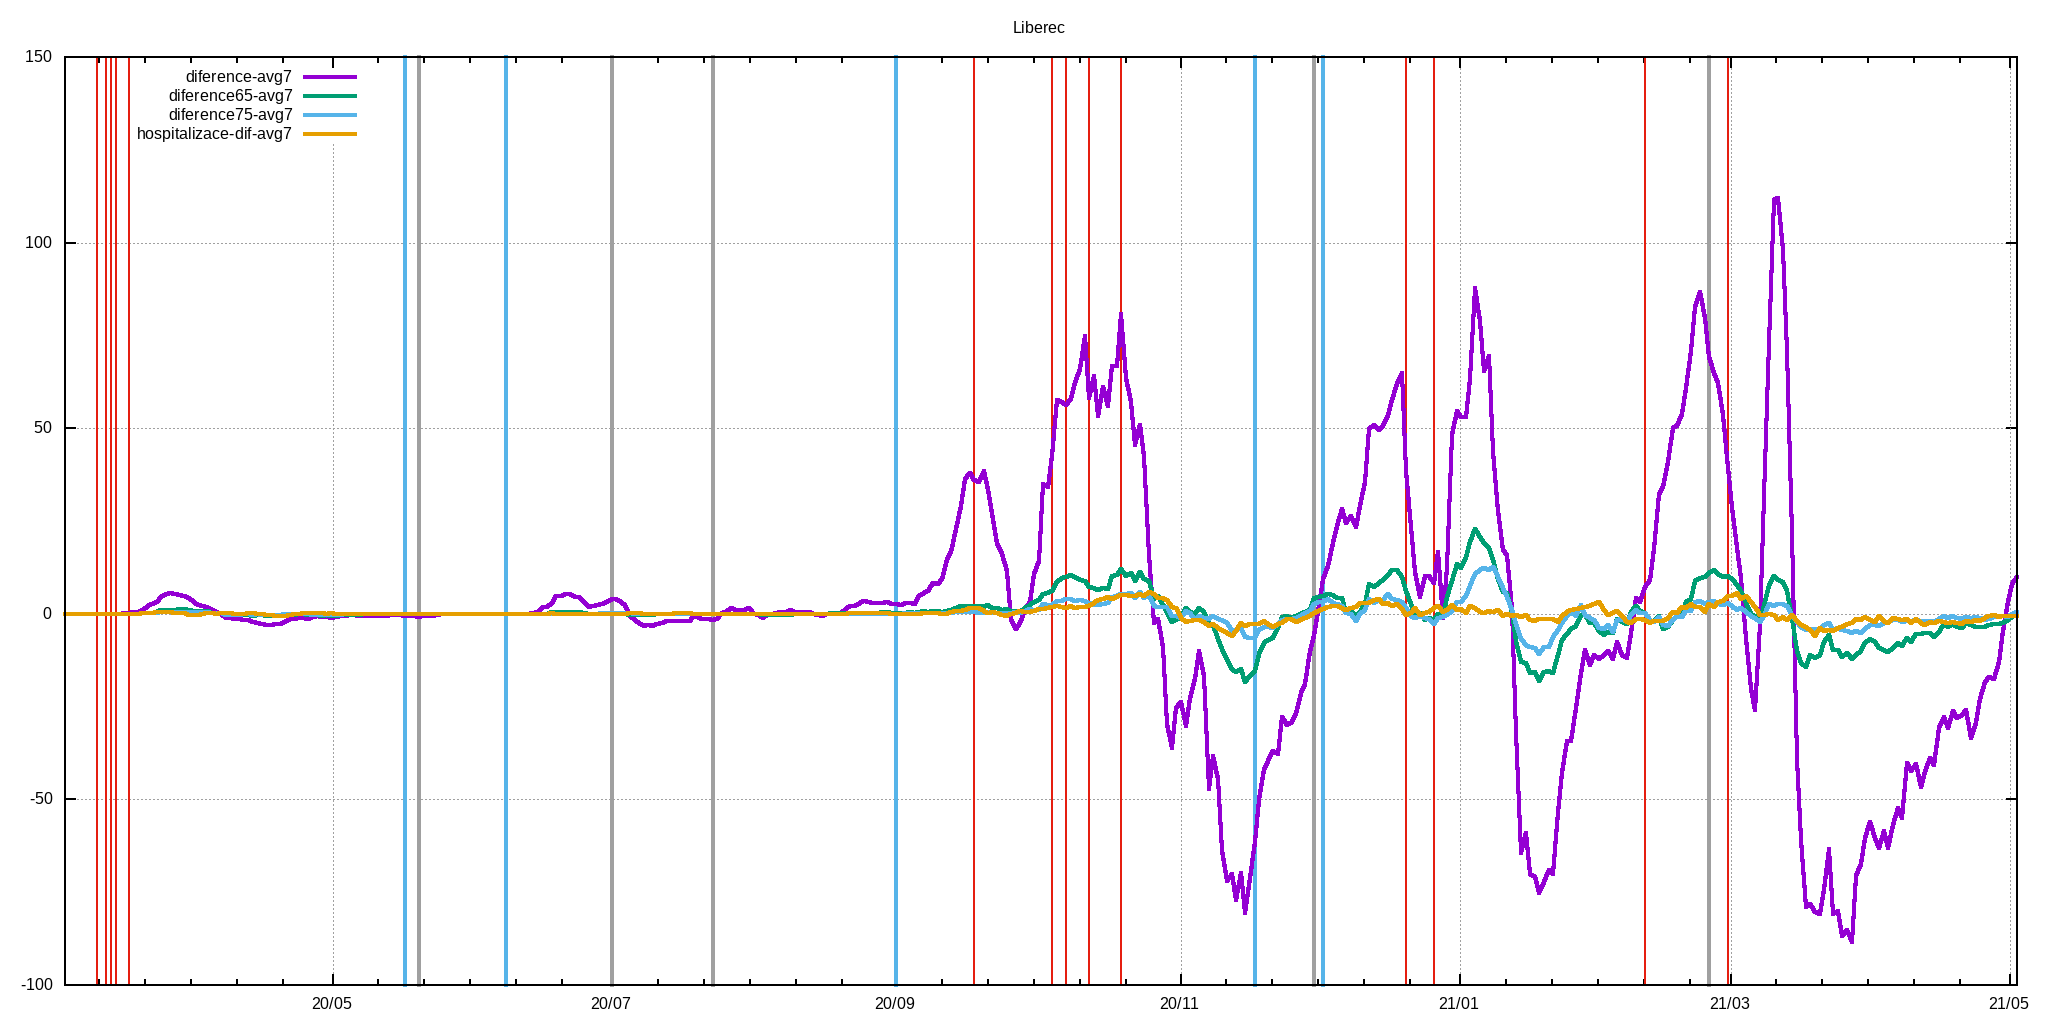 Liberec
150
diference-avg7
diference65-avg7
diference75-avg7
hospitalizace-dif-avg7
100
50
0
-50
-100
20/05 20/07 20/09 20/11 21/01 21/03 21/05